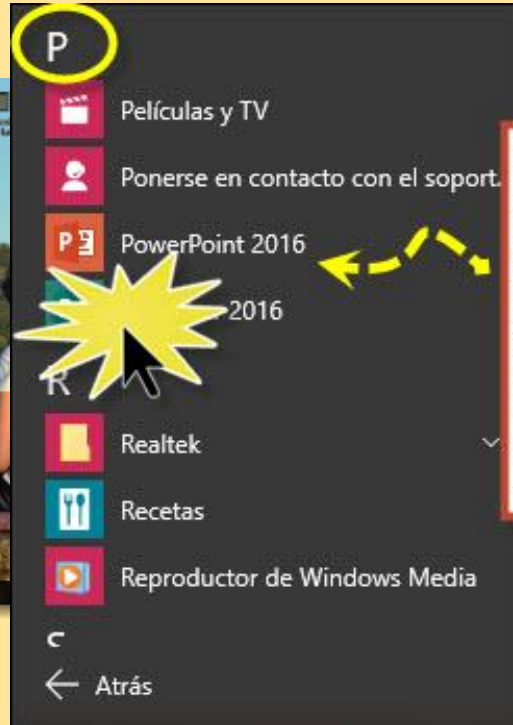 P
Películas y TV
Ponerse en contacto con el soport.
PowerPoint 2016
2016
R
Realtek
Recetas
Reproductor de Windows Media
S
Atrás